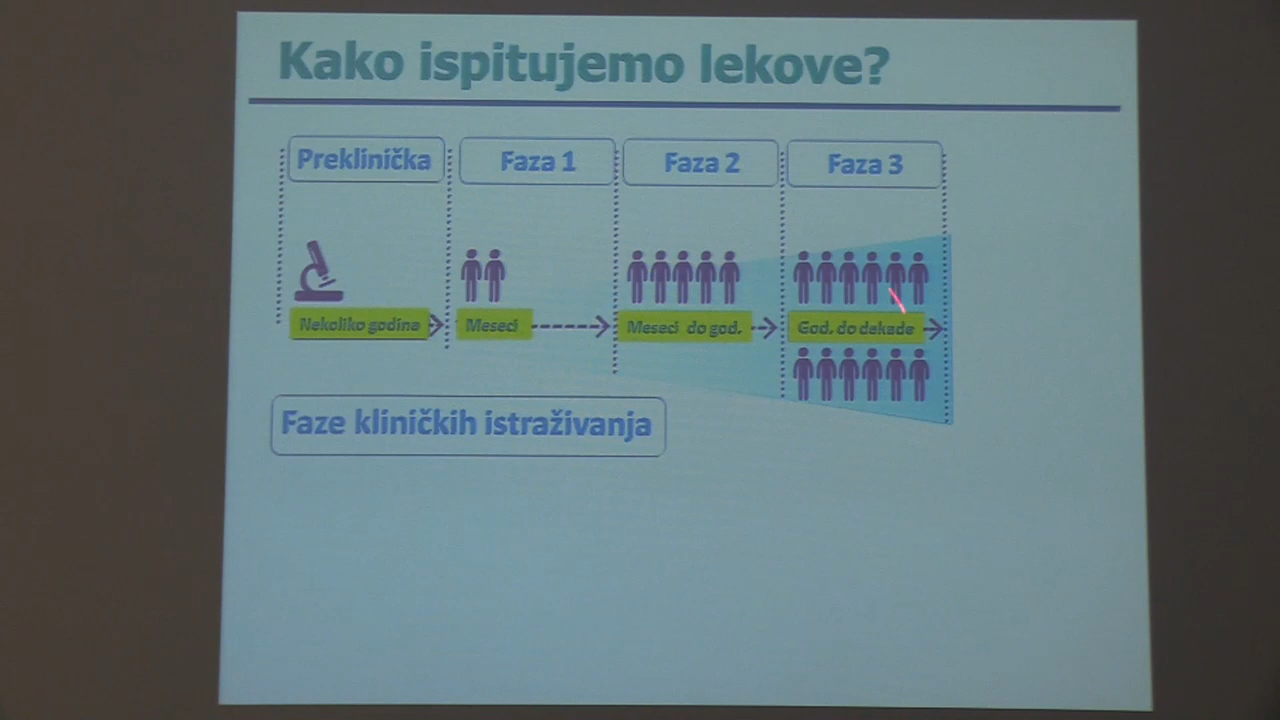 Kako ispitujemo lekove?
Preklinička
Faza 1
Faza 2
Faza 3
Nekoliko godina
Meseci
Meseci do god.
God. do dekade
Faze kliničkih istraživanja